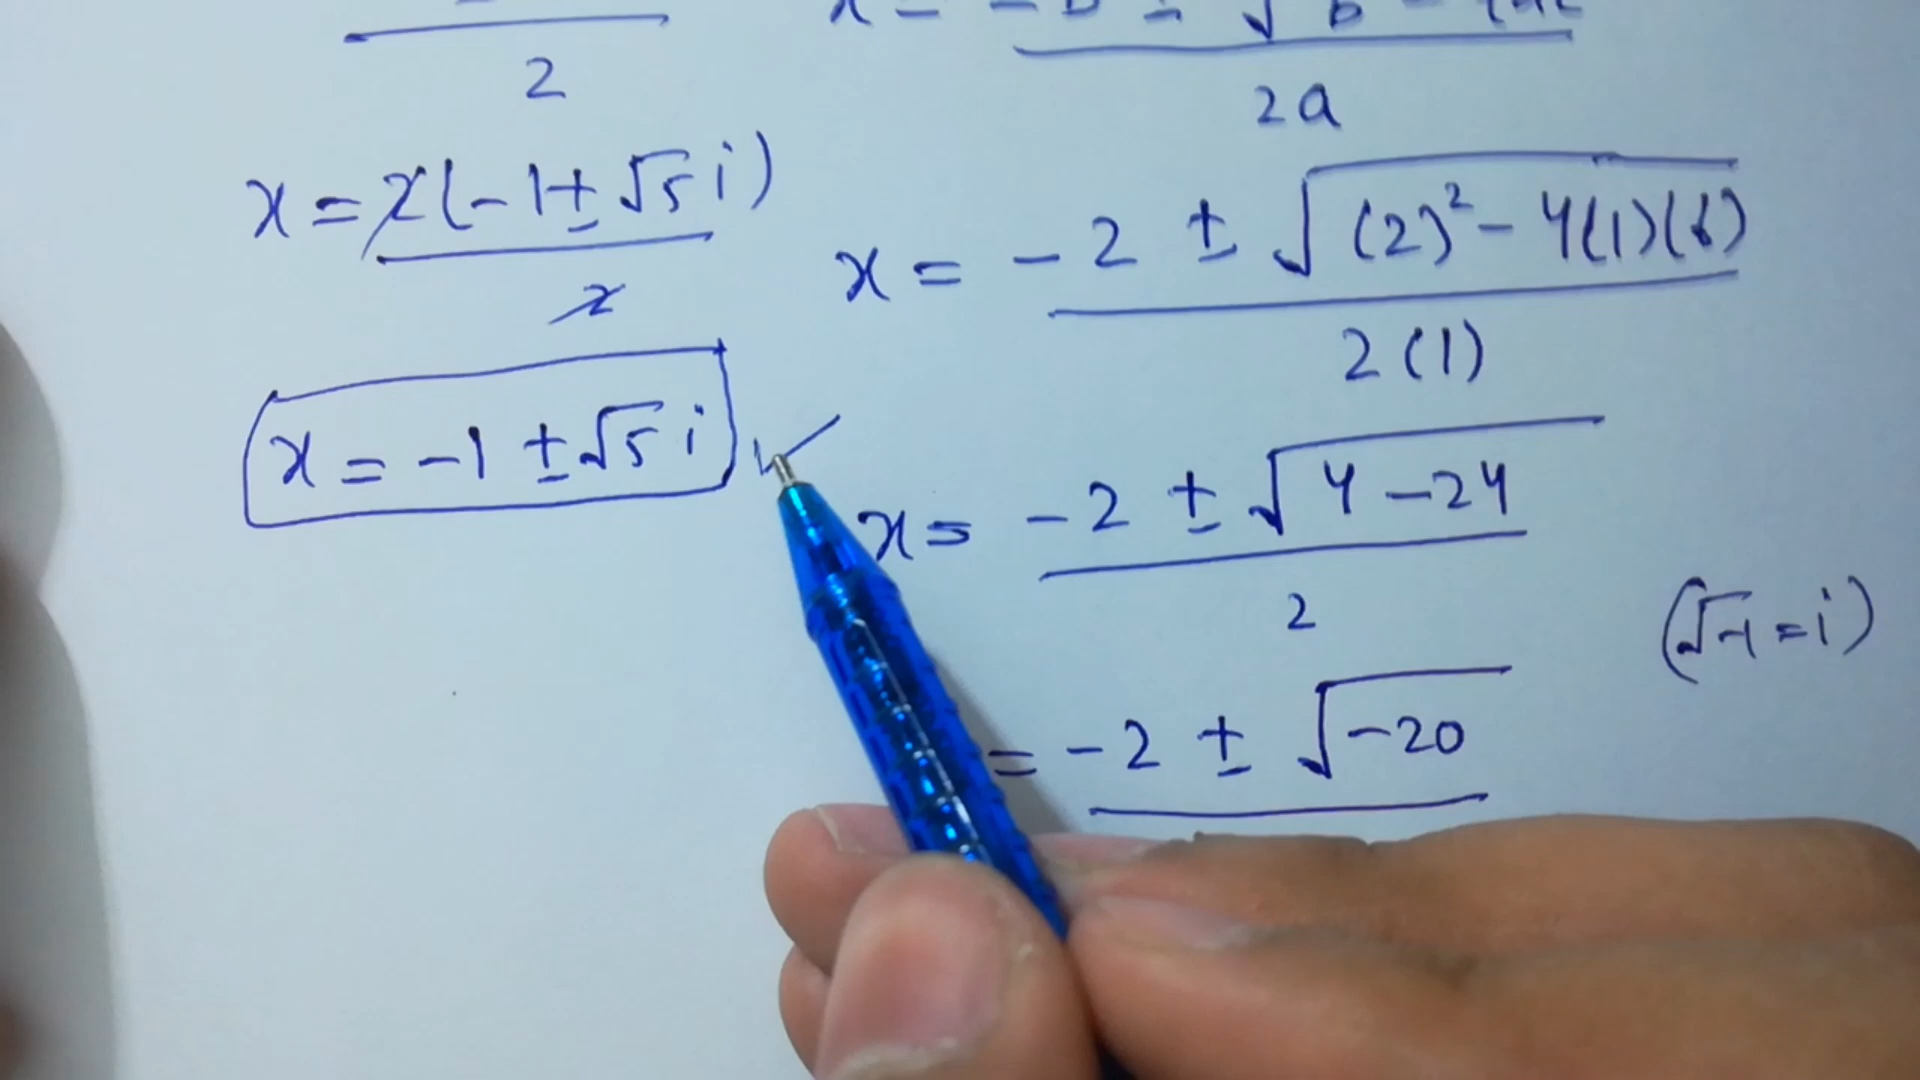 2
x = 2(-1 ± √5 i)
2
x = -1 ± √5 i
x = -b ± √b² - 4ac
2a
x = -2 ± √(2)² - 4(1)(6)
2(1)
x = -2 ± √4 - 24
2
(√-1 = i)
= -2 ± √-20